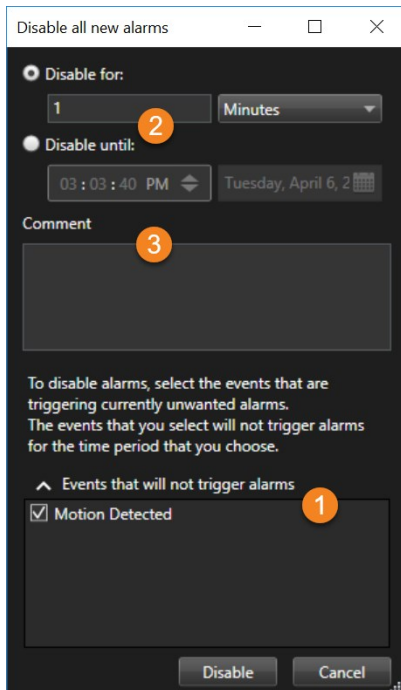 Disable all new alarms
Disable for:
1
Minutes
2
Disable until:
03 : 03 : 40 PM
Tuesday, April 6, 2
Comment
3
To disable alarms, select the events that are
triggering currently unwanted alarms.
The events that you select will not trigger alarms
for the time period that you choose.
Events that will not trigger alarms
1
Motion Detected
Disable
Cancel